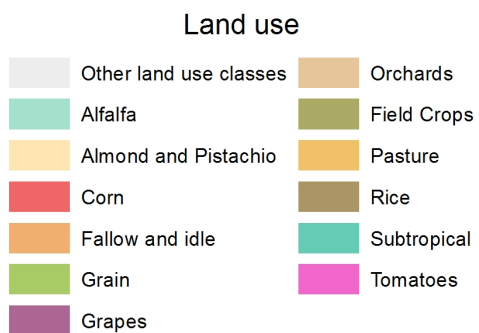 Land use
Other land use classes
Alfalfa
Almond and Pistachio
Corn
Fallow and idle
Grain
Grapes
Orchards
Field Crops
Pasture
Rice
Subtropical
Tomatoes